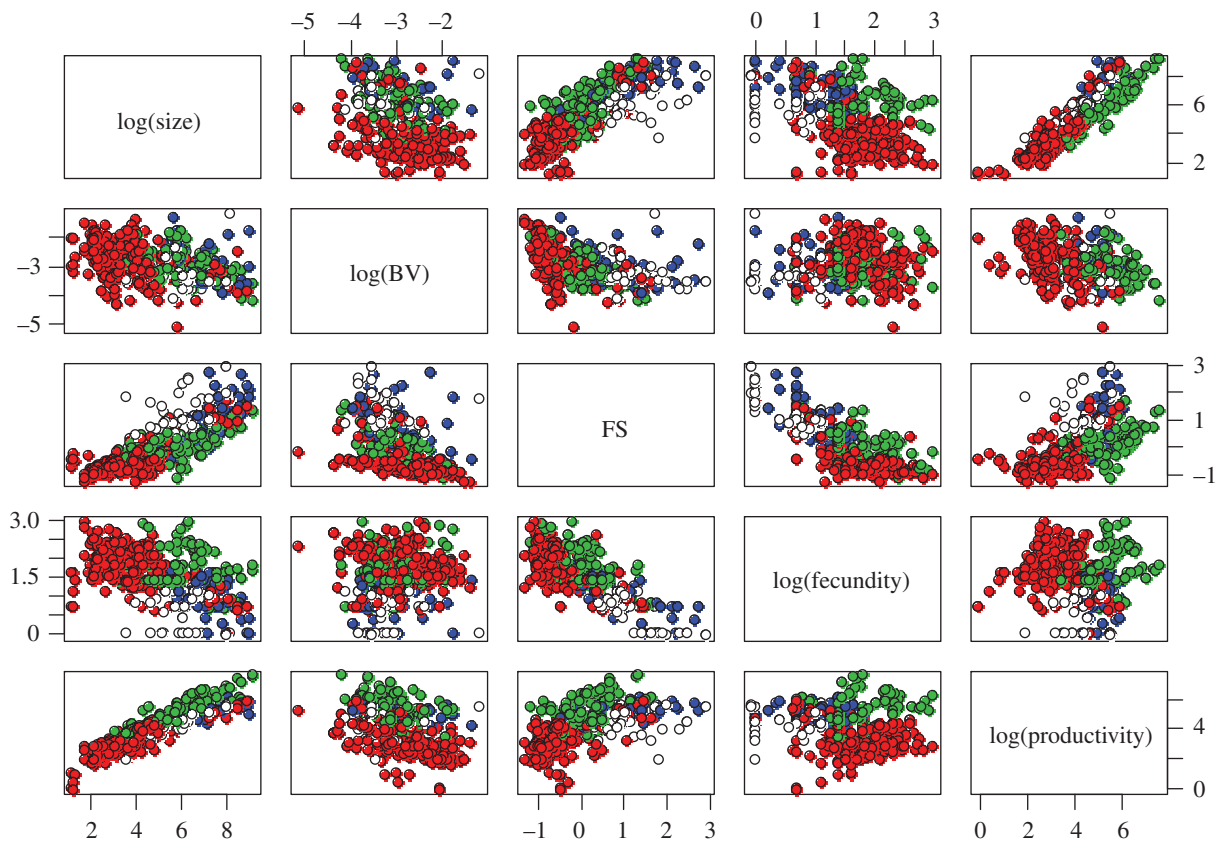 −5 −4 −3 −2 0 1 2 3
log(size) 6 2
−3 −5 log(BV)
FS 3 1 −1
3.0 1.5 0 log(fecundity)
log(productivity) 4 0
2 4 6 8 −1 0 1 2 3 0 2 4 6